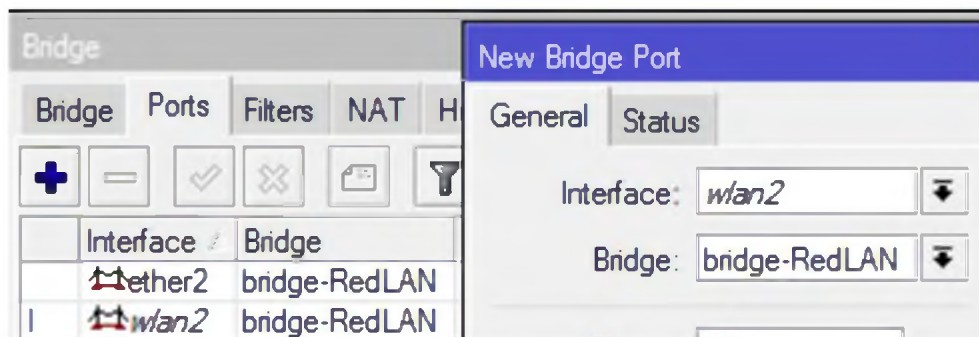 Bridge
Bridge Ports Filters NAT
Interface Bridge
ether2 bridge-RedLAN
I wlan2 bridge-RedLAN
New Bridge Port
General Status
Interface: wlan2
Bridge: bridge-RedLAN